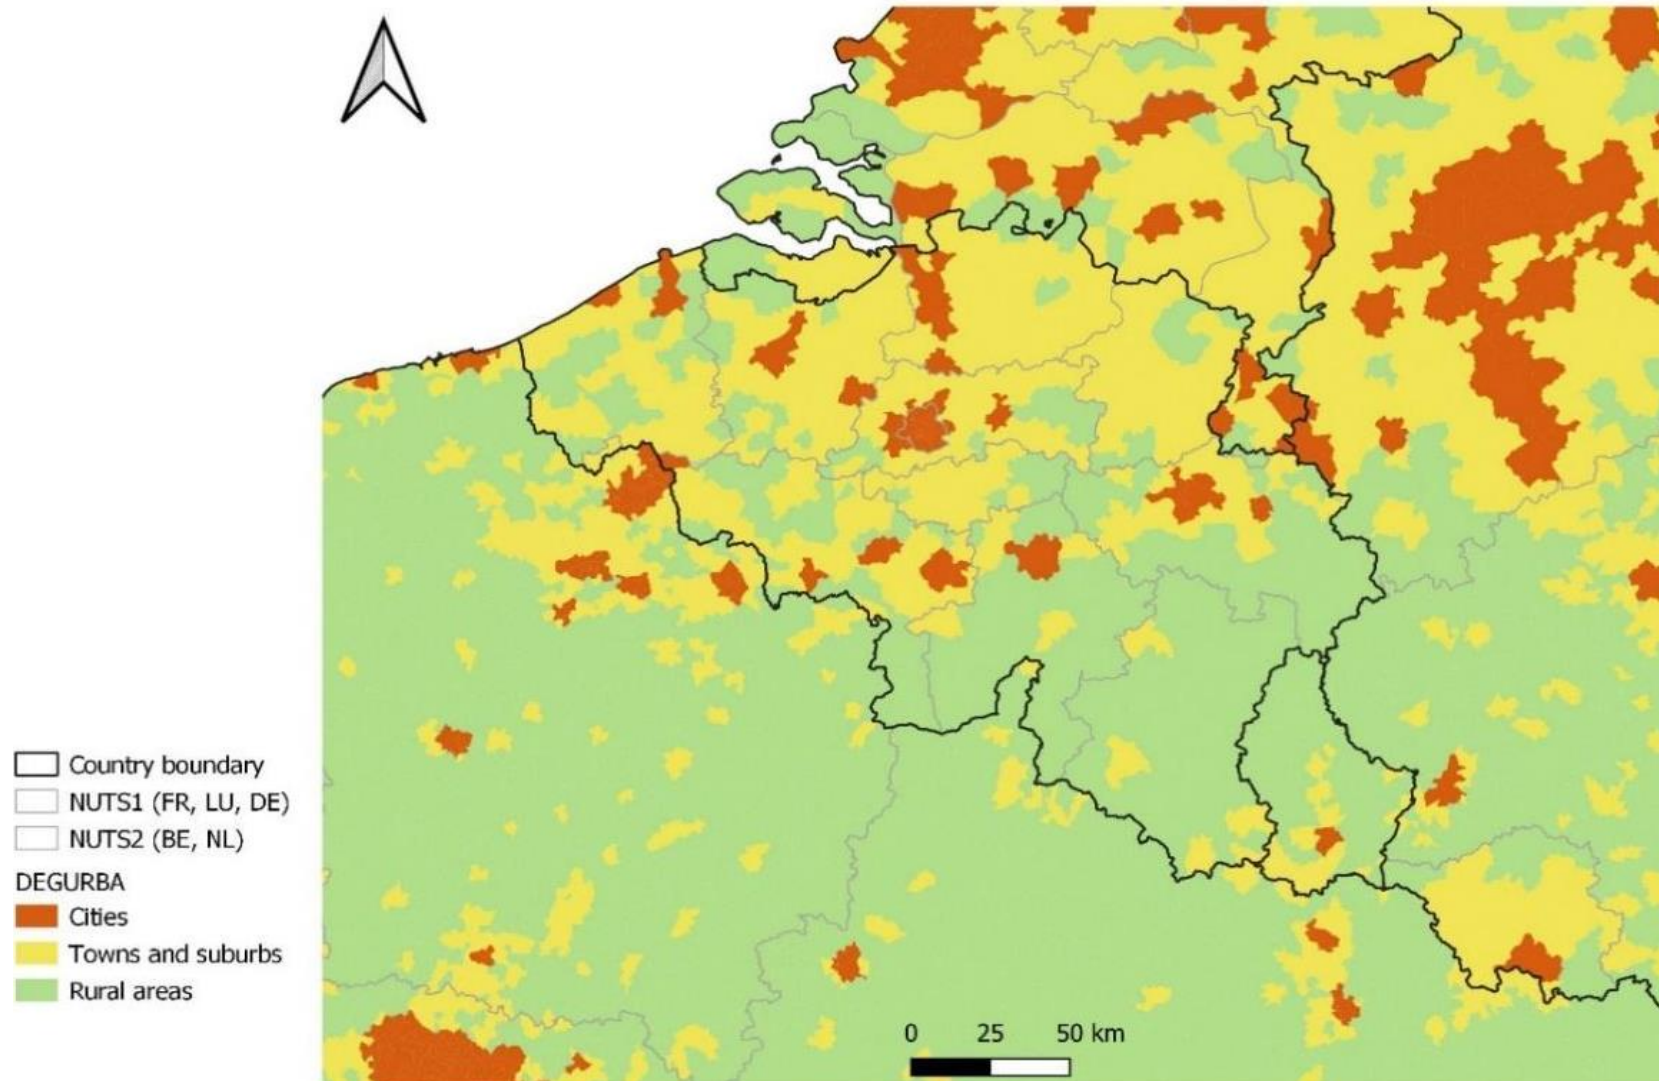 Country boundary
NUTS1 (FR, LU, DE)
NUTS2 (BE, NL)
DEGURBA
Cities
Towns and suburbs
Rural areas
0 25 50 km